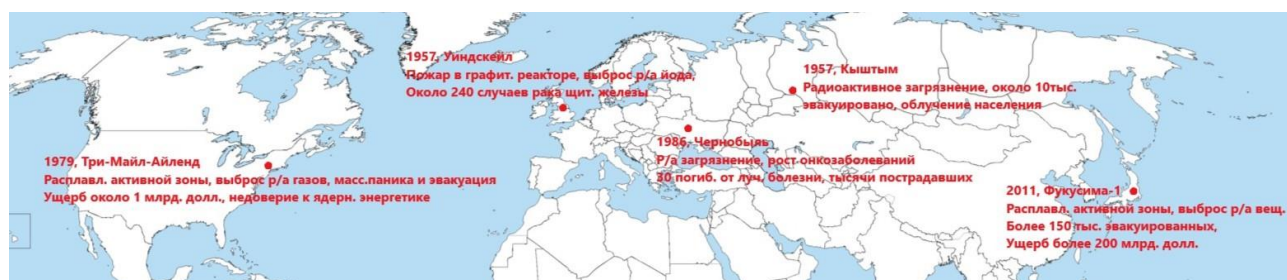 1957, Уиндскейл
Пожар в графит. реакторе, выброс р/а йода,
Около 240 случаев рака щит. железы
1957, Кыштым
Радиоактивное загрязнение, около 10тыс.
эвакуировано, облучение населения
1986, Чернобыль
Р/а загрязнение, рост онкозаболеваний
30 погиб. от луч. болезни, тысячи пострадавших
1979, Три-Майл-Айленд
Расплавл. активной зоны, выброс р/а газов, масс.паника и эвакуация
Ущерб около 1 млрд. долл., недоверие к ядерн. энергетике
2011, Фукусима-1
Расплавл. активной зоны, выброс р/а вещ.
Более 150 тыс. эвакуированных,
Ущерб более 200 млрд. долл.